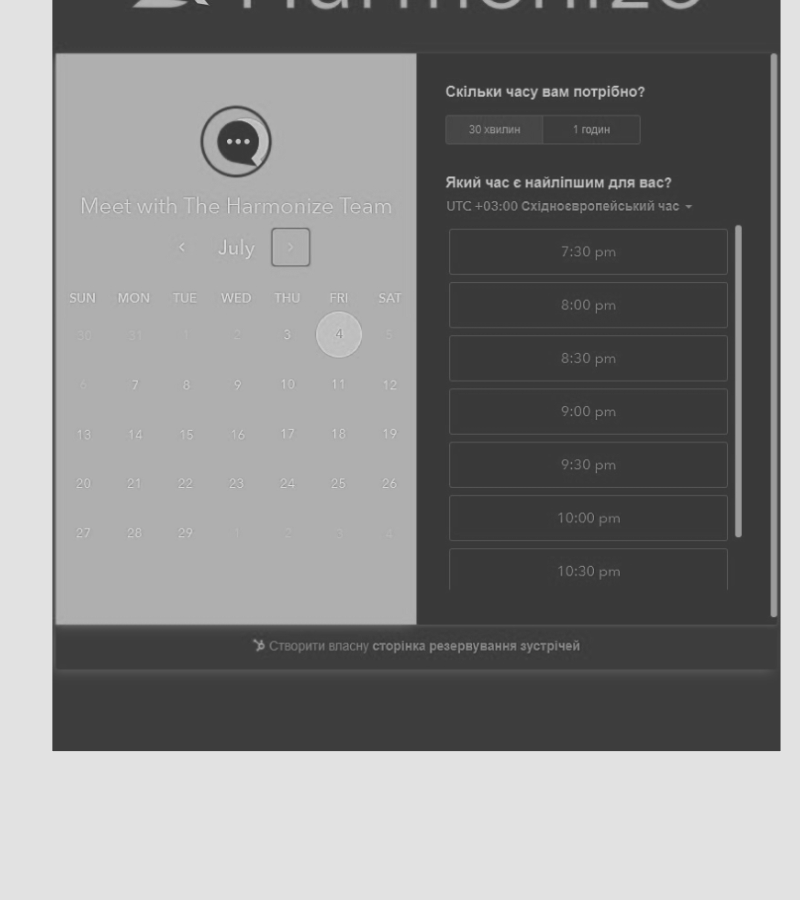 Harmonize
Meet with The Harmonize Team
July
SUN MON TUE WED THU FRI SAT
30 31 1 2 3 4 5
6 7 8 9 10 11 12
13 14 15 16 17 18 19
20 21 22 23 24 25 26
27 28 29 1 2 3 4
Скільки часу вам потрібно?
30 хвилин 1 годин
Який час є найліпшим для вас?
UTC +03:00 Східноєвропейський час
7:30 pm
8:00 pm
8:30 pm
9:00 pm
9:30 pm
10:00 pm
10:30 pm
Створити власну сторінка резервування зустрічей